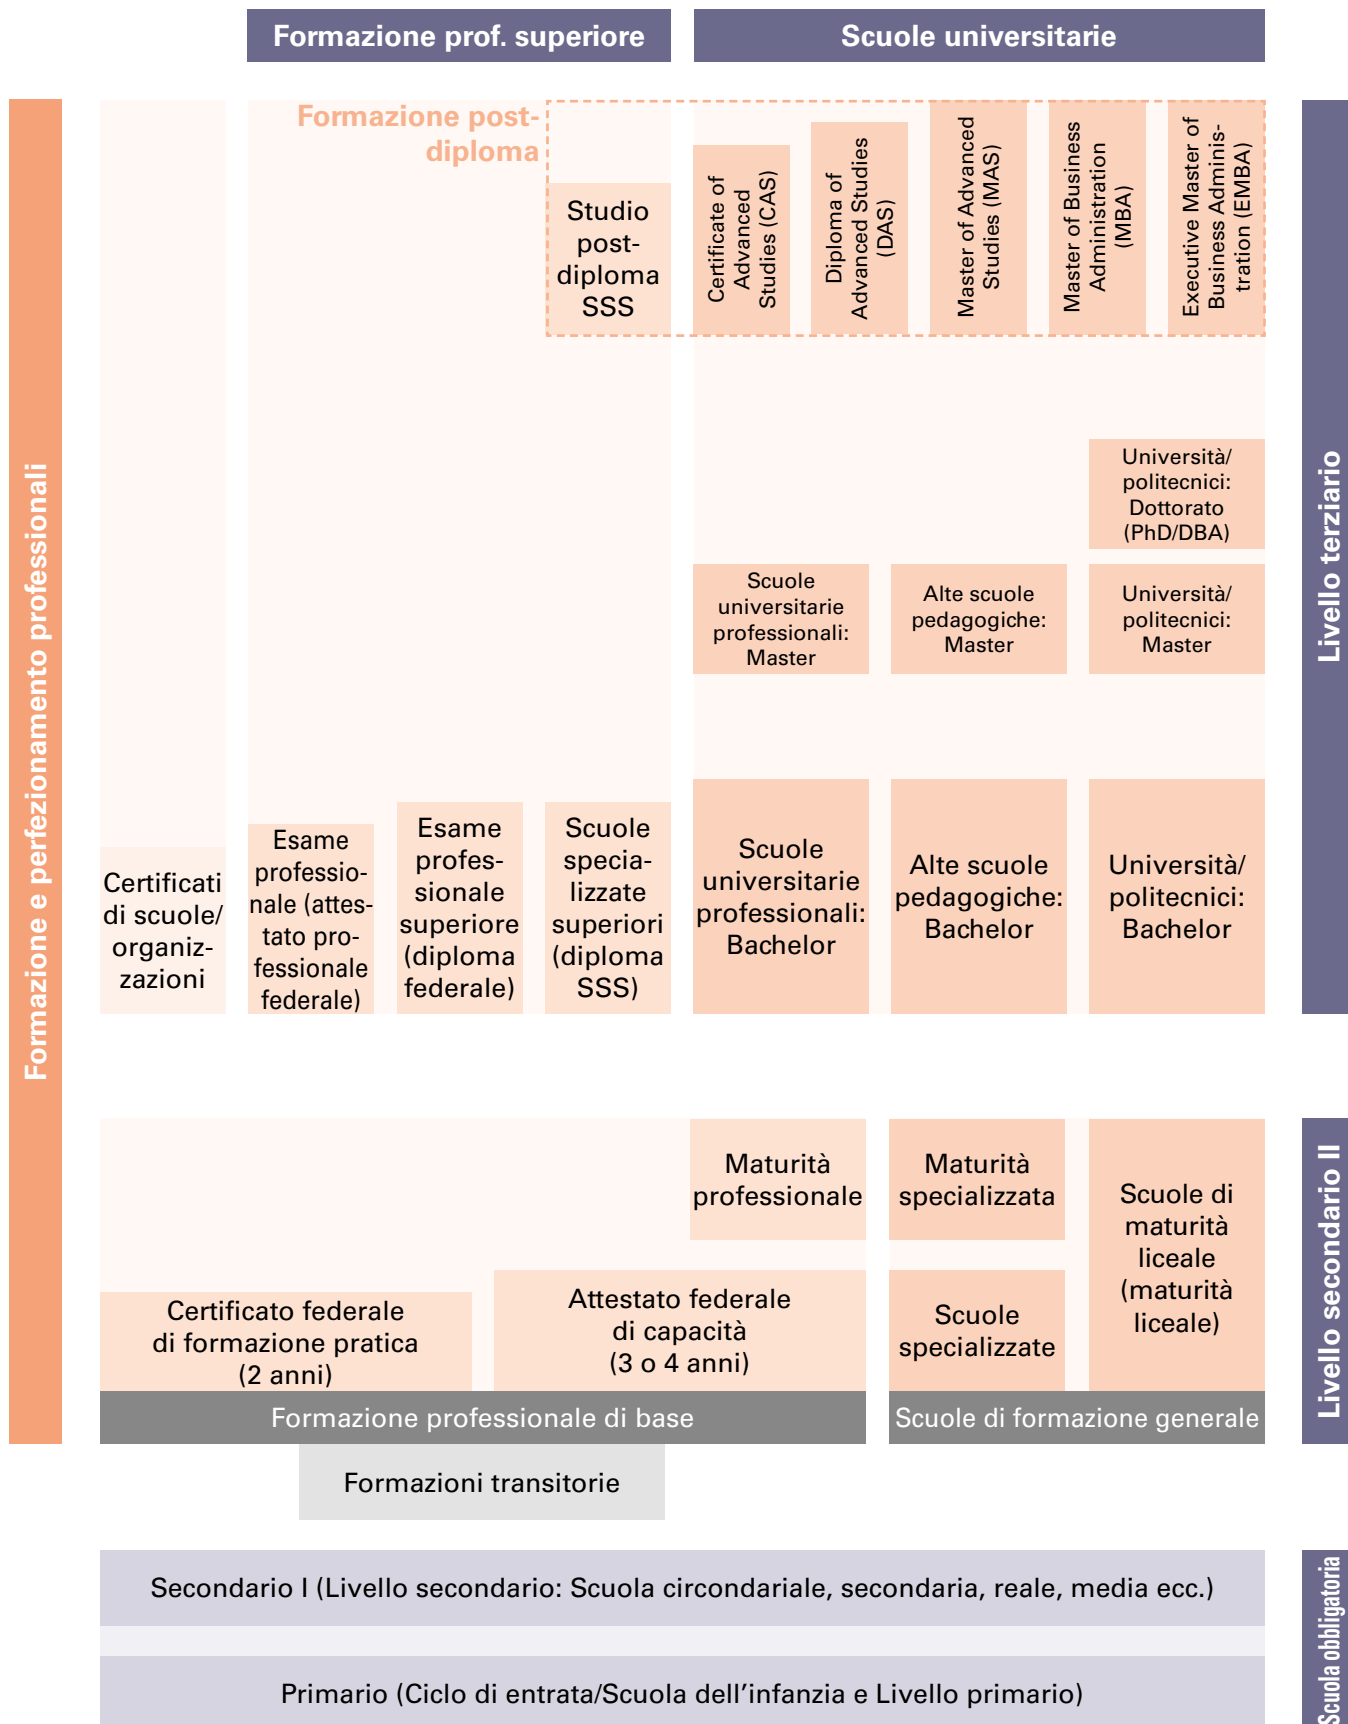 Formazione prof. superiore
Scuole universitarie
Formazione e perfezionamento professionali
Formazione post-
diploma
Studio
post-
diploma
SSS
Certificate of
Advanced
Studies (CAS)
Diploma of
Advanced Studies
(DAS)
Master of Advanced
Studies (MAS)
Master of Business
Administration
(MBA)
Executive Master of
Business Adminis-
tration (EMBA)
Livello terziario
Università/
politecnici:
Dottorato
(PhD/DBA)
Scuole
universitarie
professionali:
Master
Alte scuole
pedagogiche:
Master
Università/
politecnici:
Master
Certificati
di scuole/
organiz-
zazioni
Esame
professio-
nale (attes-
tato pro-
fessionale
federale)
Esame
profes-
sionale
superiore
(diploma
federale)
Scuole
specia-
lizzate
superiori
(diploma
SSS)
Scuole
universitarie
professionali:
Bachelor
Alte scuole
pedagogiche:
Bachelor
Università/
politecnici:
Bachelor
Livello secondario II
Maturità
professionale
Maturità
specializzata
Scuole di
maturità
liceale
(maturità
liceale)
Certificato federale
di formazione pratica
(2 anni)
Attestato federale
di capacità
(3 o 4 anni)
Scuole
specializzate
Formazione professionale di base
Scuole di formazione generale
Formazioni transitorie
Secondario I (Livello secondario: Scuola circondariale, secondaria, reale, media ecc.)
Primario (Ciclo di entrata/Scuola dell’infanzia e Livello primario)
Scuola obbligatoria